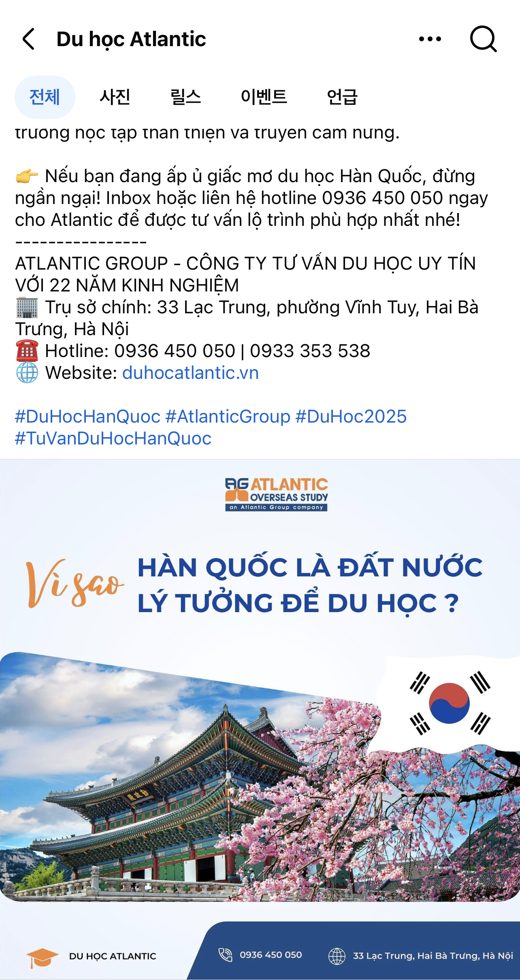 Du học Atlantic
전체 사진 릴스 이벤트 언급
trường học tập thân thiện và truyền cảm hứng.
👉 Nếu bạn đang ấp ủ giấc mơ du học Hàn Quốc, đừng
ngần ngại! Inbox hoặc liên hệ hotline 0936 450 050 ngay
cho Atlantic để được tư vấn lộ trình phù hợp nhất nhé!
----------------
ATLANTIC GROUP - CÔNG TY TƯ VẤN DU HỌC UY TÍN
VỚI 22 NĂM KINH NGHIỆM
🏢 Trụ sở chính: 33 Lạc Trung, phường Vĩnh Tuy, Hai Bà
Trưng, Hà Nội
☎️ Hotline: 0936 450 050 | 0933 353 538
🌐 Website: duhocatlantic.vn
#DuHocHanQuoc #AtlanticGroup #DuHoc2025
#TuVanDuHocHanQuoc
AG ATLANTIC
OVERSEAS STUDY
an Atlantic Group company
Vì sao HÀN QUỐC LÀ ĐẤT NƯỚC
LÝ TƯỞNG ĐỂ DU HỌC ?
DU HỌC ATLANTIC
0936 450 050
33 Lạc Trung, Hai Bà Trưng, Hà Nội